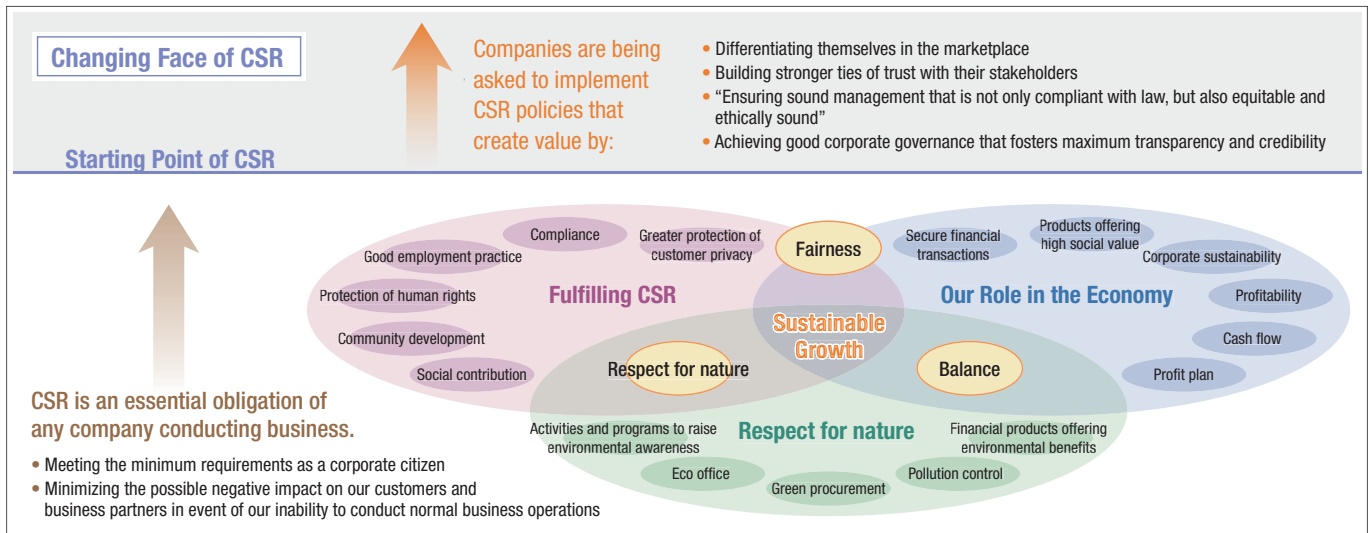 Changing Face of CSR
Starting Point of CSR
Companies are being
asked to implement
CSR policies that
create value by:
• Differentiating themselves in the marketplace
• Building stronger ties of trust with their stakeholders
• “Ensuring sound management that is not only compliant with law, but also equitable and
ethically sound”
• Achieving good corporate governance that fosters maximum transparency and credibility
CSR is an essential obligation of
any company conducting business.
• Meeting the minimum requirements as a corporate citizen
• Minimizing the possible negative impact on our customers and
business partners in event of our inability to conduct normal business operations
Fulfilling CSR
Greater protection of
customer privacy
Compliance
Good employment practice
Protection of human rights
Community development
Social contribution
Fairness
Our Role in the Economy
Secure financial
transactions
Products offering
high social value
Corporate sustainability
Profitability
Cash flow
Profit plan
Sustainable
Growth
Respect for nature
Balance
Respect for nature
Activities and programs to raise
environmental awareness
Eco office
Green procurement
Pollution control
Financial products offering
environmental benefits